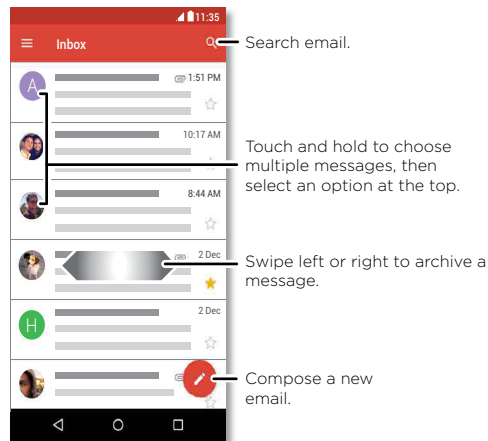 11:35
Inbox
Search email.
A
1:51 PM
10:17 AM
Touch and hold to choose
multiple messages, then
select an option at the top.
8:44 AM
2 Dec
Swipe left or right to archive a
message.
2 Dec
H
Compose a new
email.